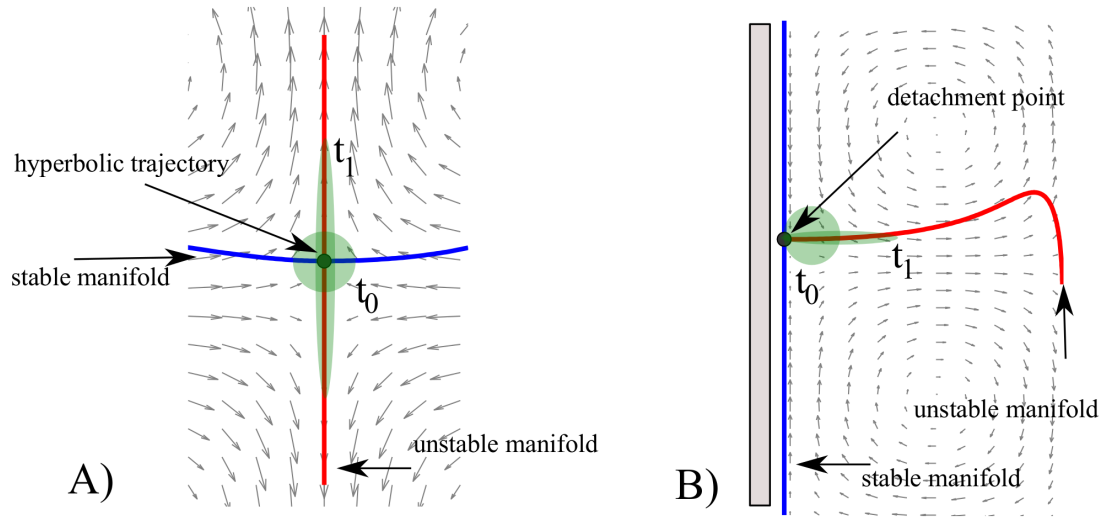 hyperbolic trajectory
stable manifold
t1
t0
unstable manifold
A)
detachment point
t0
t1
unstable manifold
stable manifold
B)